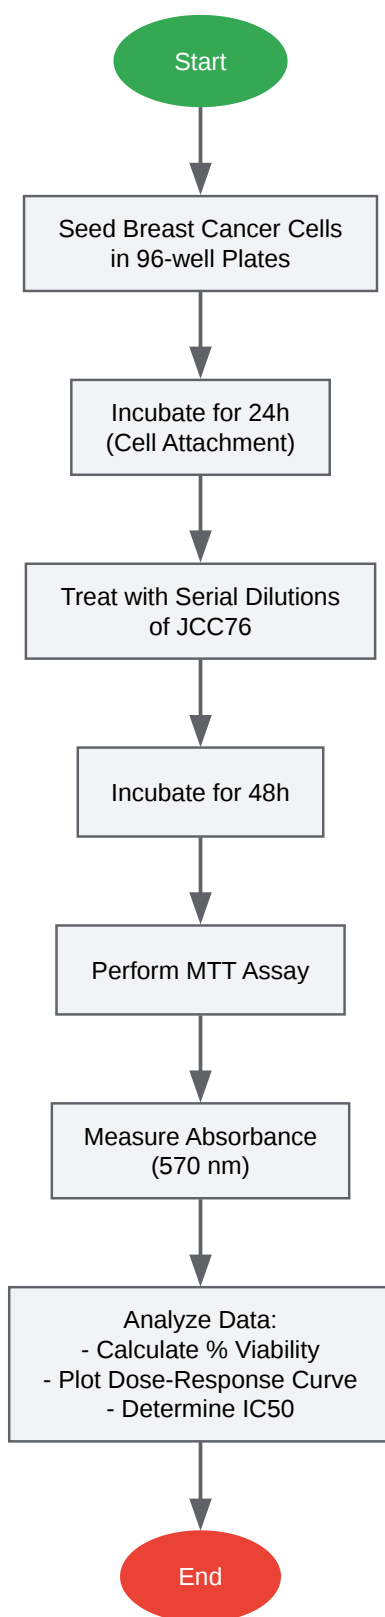 Start
Seed Breast Cancer Cells
in 96-well Plates
Incubate for 24h
(Cell Attachment)
Treat with Serial Dilutions
of JCC76
Incubate for 48h
Perform MTT Assay
Measure Absorbance
(570 nm)
Analyze Data:
- Calculate % Viability
- Plot Dose-Response Curve
- Determine IC50
End